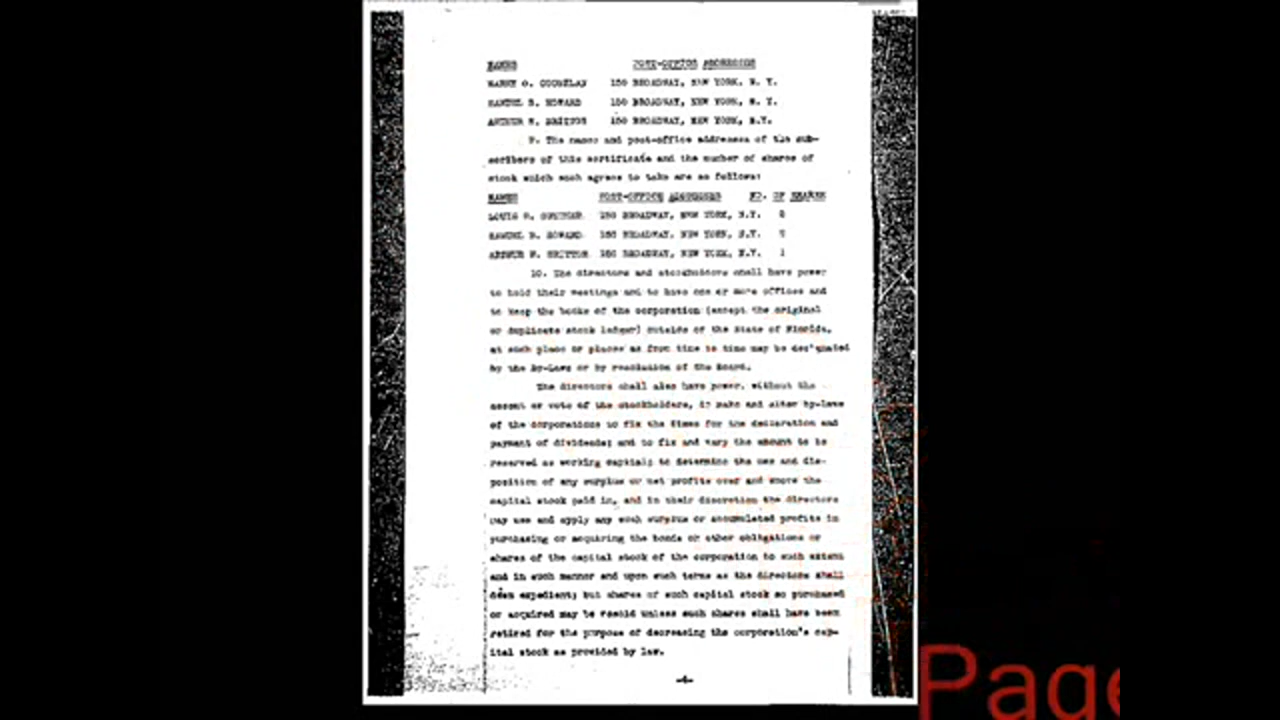 NAMES POST-OFFICE ADDRESSES
HARRY O. 150 BROADWAY, NEW YORK, N. Y.
SAMUEL B. HOWARD 150 BROADWAY, NEW YORK, N. Y.
ARTHUR W. BRITTON 150 BROADWAY, NEW YORK, N.Y.
9. The names and post-office addresses of the sub-
scribers of this certificate and the number of shares of
stock which each agrees to take are as follows:
NAMES POST-OFFICE ADDRESSES NO. OF SHARES
LOUIS 150 BROADWAY, NEW YORK, N.Y.
SAMUEL B. HOWARD 150 BROADWAY, NEW YORK, N.Y.
ARTHUR W. BRITTON 150 BROADWAY, NEW YORK, N.Y. 1
10. The directors and stockholders shall have power
to hold their meetings and to have one or more offices and
to keep the books of the corporation (except the original
or duplicate stock ledger) outside of the State of Florida,
at such place or places as from time to time may be designated
by the By-Laws or by resolution of the Board.
The directors shall also have power, without the
assent or vote of the stockholders, to make and alter by-laws
of the corporations to fix the times for the declaration and
payment of dividends; and to fix and vary the amount to be
reserved as working capital; to determine the use and dis-
position of any surplus or net profits over and above the
capital stock paid in, and in their discretion the directors
may use and apply any such surplus or accumulated profits in
purchasing or acquiring the bonds or other obligations or
shares of the capital stock of the corporation to such extent
and in such manner and upon such terms as the directors shall
deem expedient; but shares of such capital stock so purchased
or acquired may be resold unless such shares shall have been
retired for the purpose of decreasing the corporation's cap-
ital stock as provided by law.
-4-
Page